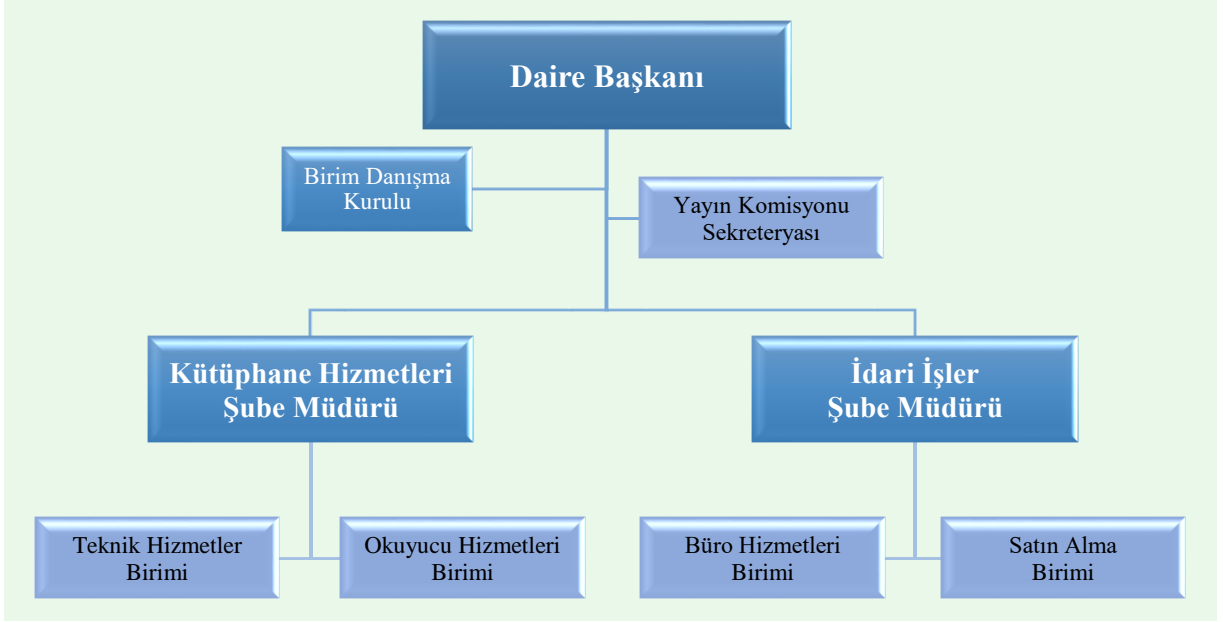 Daire Başkanı
Birim Danışma
Kurulu
Yayın Komisyonu
Sekreteryası
Kütüphane Hizmetleri
Şube Müdürü
İdari İşler
Şube Müdürü
Teknik Hizmetler
Birimi
Okuyucu Hizmetleri
Birimi
Büro Hizmetleri
Birimi
Satın Alma
Birimi